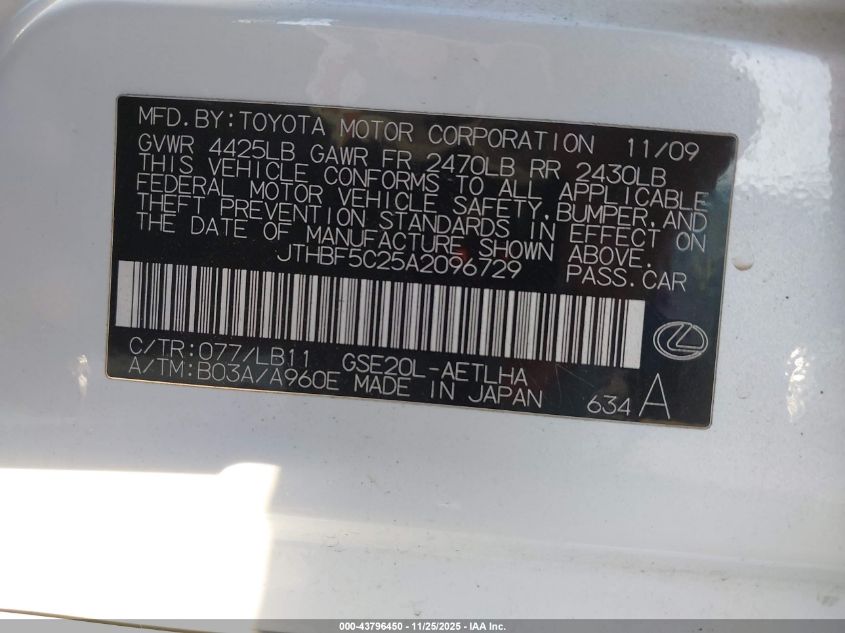 MFD. BY: TOYOTA MOTOR CORPORATION 11/09
GVWR 4425LB GAWR FR 2470LB RR 2430LB
THIS VEHICLE CONFORMS TO ALL APPLICABLE
FEDERAL MOTOR VEHICLE SAFETY, BUMPER, AND
THEFT PREVENTION STANDARDS IN EFFECT ON
THE DATE OF MANUFACTURE SHOWN ABOVE.
JTHBF5C25A2096729 PASS. CAR
C/TR: 077/LB11 GSE20L-AETLHA
A/TM: B03A/A960E MADE IN JAPAN 634 A
000-43796450 - 11/25/2025 - IAA Inc.